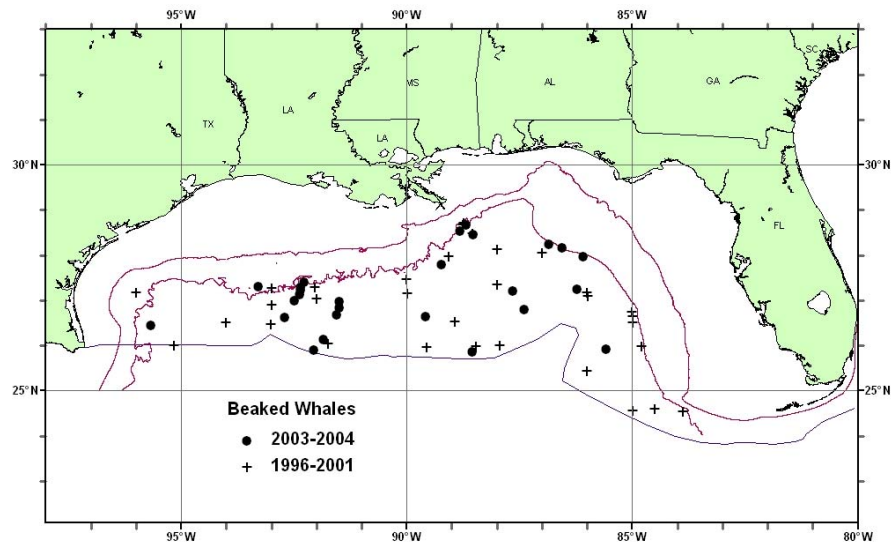 95°W 90°W 85°W
SC
TX LA MS AL GA
LA
30°N 30°N
FL
25°N 25°N
Beaked Whales
2003-2004
1996-2001
95°W 90°W 85°W 80°W